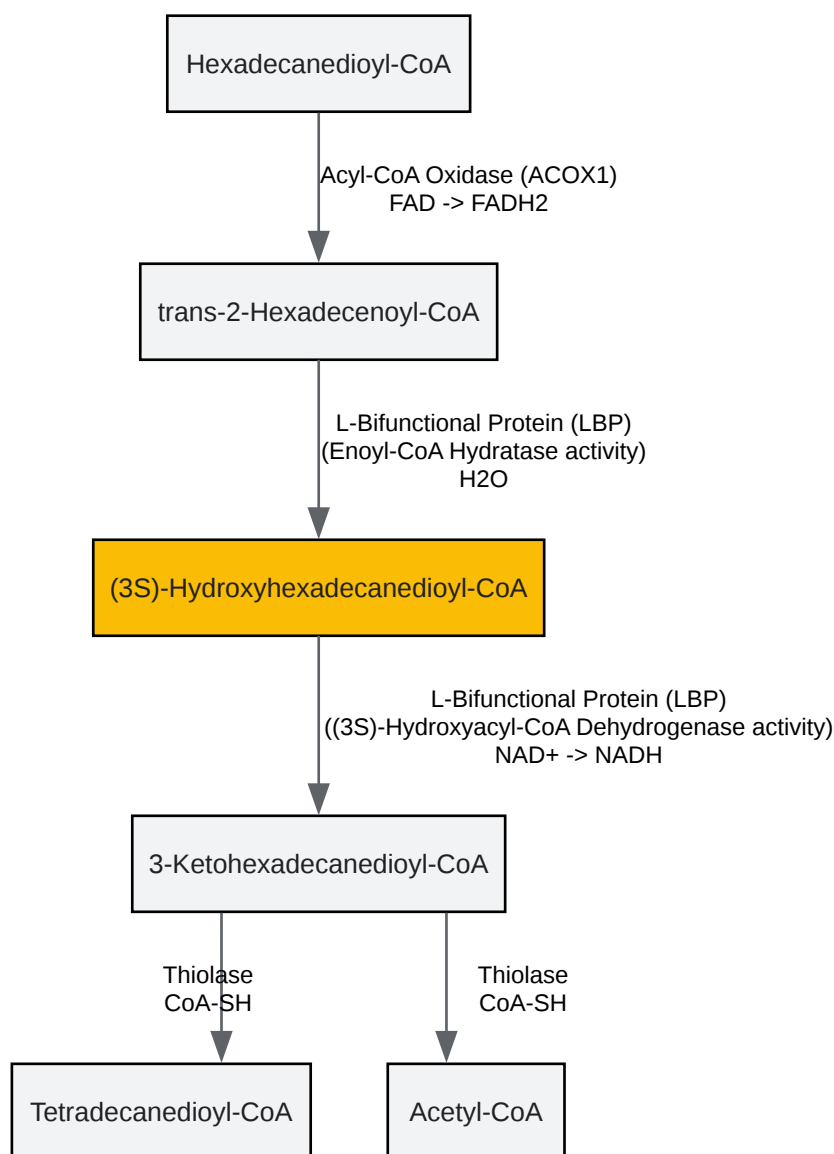 Hexadecanedioyl-CoA
Acyl-CoA Oxidase (ACOX1)
FAD -> FADH2
trans-2-Hexadecenoyl-CoA
L-Bifunctional Protein (LBP)
(Enoyl-CoA Hydratase activity)
H2O
(3S)-Hydroxyhexadecanedioyl-CoA
L-Bifunctional Protein (LBP)
((3S)-Hydroxyacyl-CoA Dehydrogenase activity)
NAD+ -> NADH
3-Ketohexadecanedioyl-CoA
Thiolase
CoA-SH
Thiolase
CoA-SH
Tetradecanedioyl-CoA
Acetyl-CoA